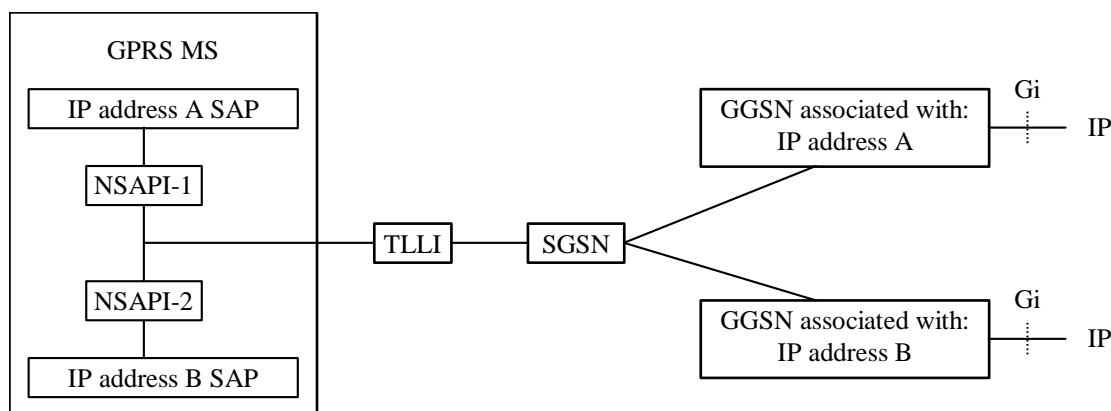 GPRS MS
IP address A SAP
NSAPI-1
NSAPI-2
IP address B SAP
TLLI
SGSN
GGSN associated with:
IP address A
Gi
IP
GGSN associated with:
IP address B
Gi
IP